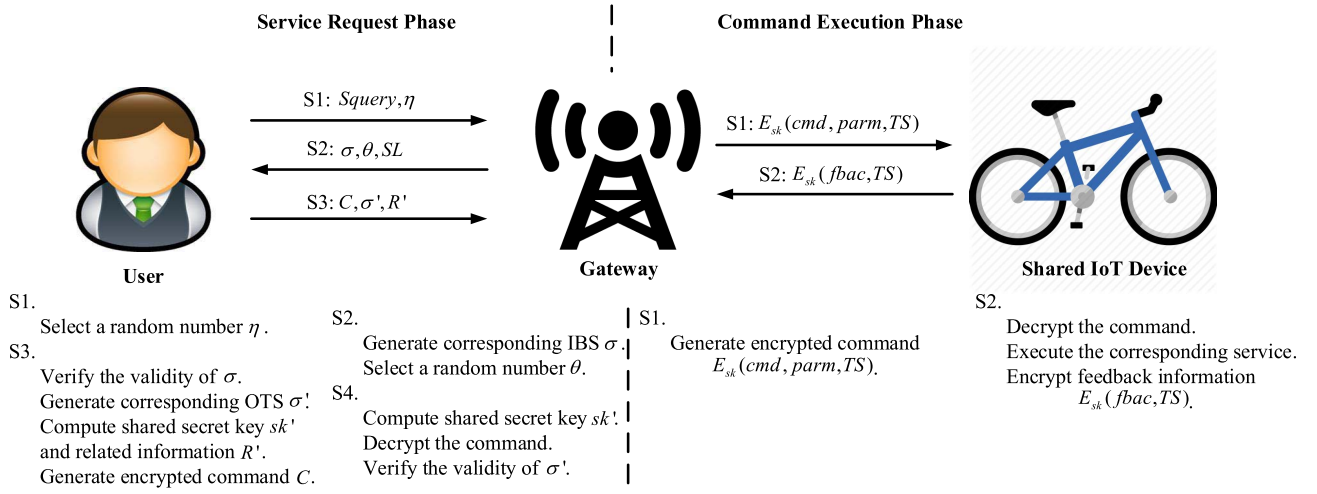 Service Request Phase
Command Execution Phase
S1: Squery,η
S2: σ,θ,SL
S3: C,σ',R'
S1: E_sk(cmd, parm,TS)
S2: E_sk(fbac,TS)
User
Gateway
Shared IoT Device
S1.
Select a random number η .
S3.
Verify the validity of σ.
Generate corresponding OTS σ'.
Compute shared secret key sk'
and related information R'.
Generate encrypted command C.
S2.
Generate corresponding IBS σ .
Select a random number θ.
S4.
Compute shared secret key sk'.
Decrypt the command.
Verify the validity of σ'.
S1.
Generate encrypted command
E_sk(cmd, parm,TS).
S2.
Decrypt the command.
Execute the corresponding service.
Encrypt feedback information
E_sk(fbac,TS).